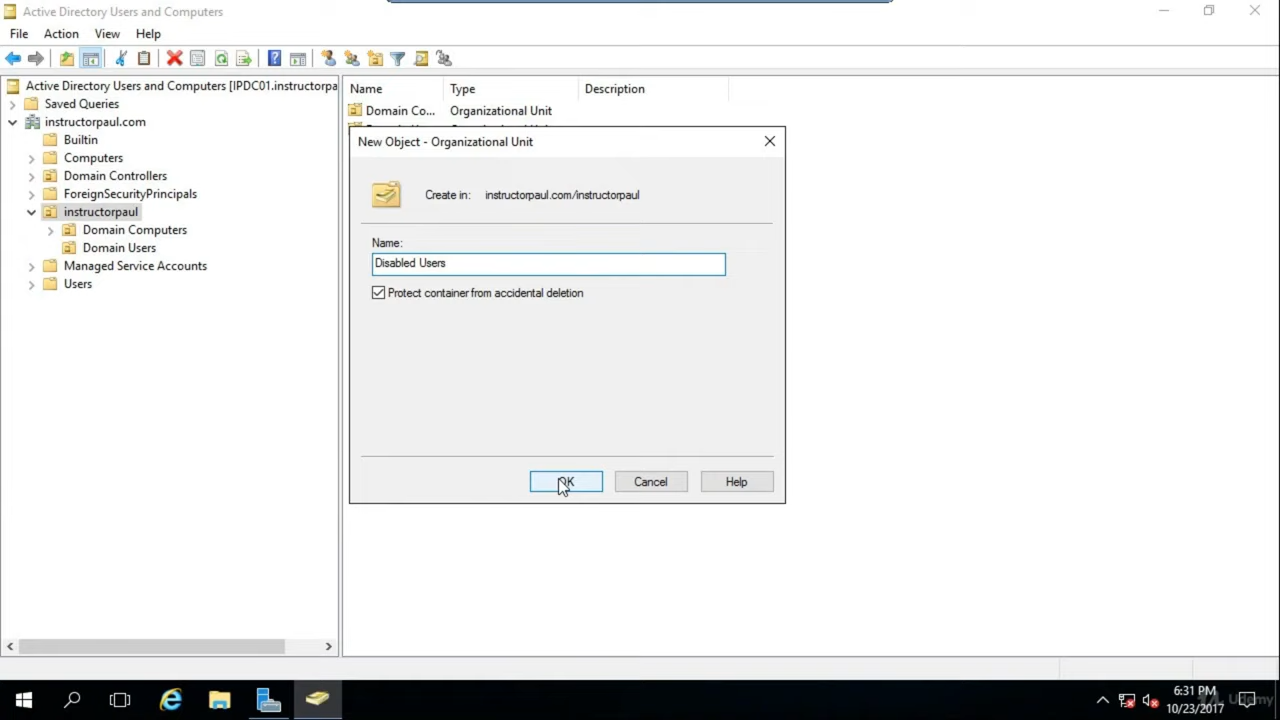 Active Directory Users and Computers
File Action View Help
Active Directory Users and Computers [IPDC01.instructorpa
Saved Queries
instructorpaul.com
Builtin
Computers
Domain Controllers
ForeignSecurityPrincipals
instructorpaul
Domain Computers
Domain Users
Managed Service Accounts
Users
Name Type Description
Domain Co... Organizational Unit
New Object - Organizational Unit
Create in: instructorpaul.com/instructorpaul
Name:
Disabled Users
Protect container from accidental deletion
OK Cancel Help
6:31 PM
10/23/2017
Udemy